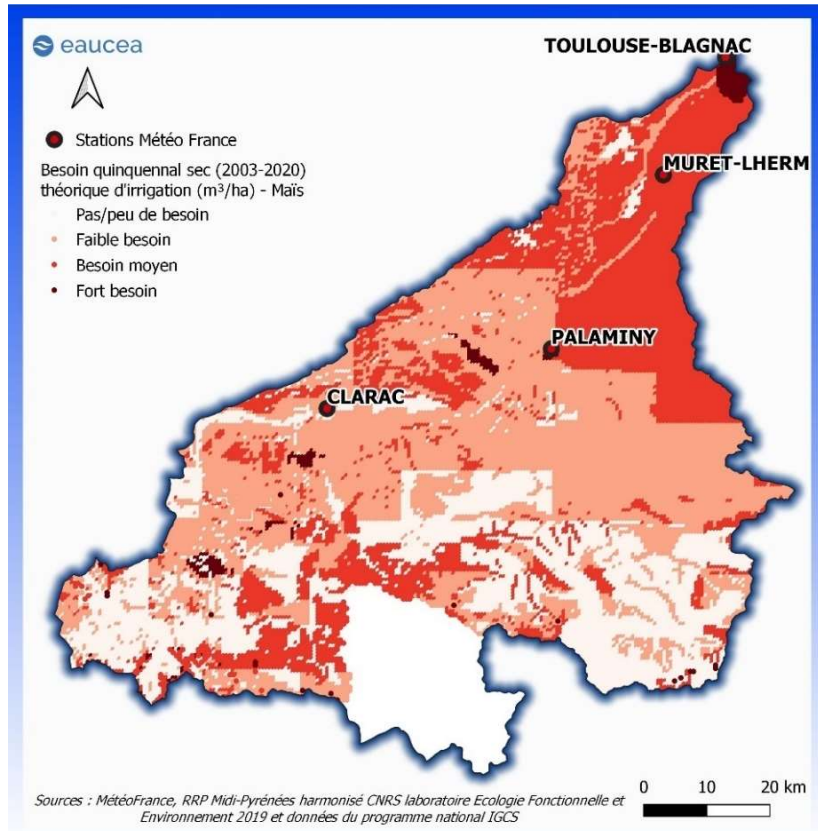 eaucea
TOULOUSE-BLAGNAC
Stations Météo France
Besoin quinquennal sec (2003-2020)
théorique d'irrigation (m³/ha) - Maïs
Pas/peu de besoin
Faible besoin
Besoin moyen
Fort besoin
MURET-LHERM
PALAMINY
CLARAC
0 10 20 km
Sources : MétéoFrance, RRP Midi-Pyrénées harmonisé CNRS laboratoire Ecologie Fonctionnelle et
Environnement 2019 et données du programme national IGCS